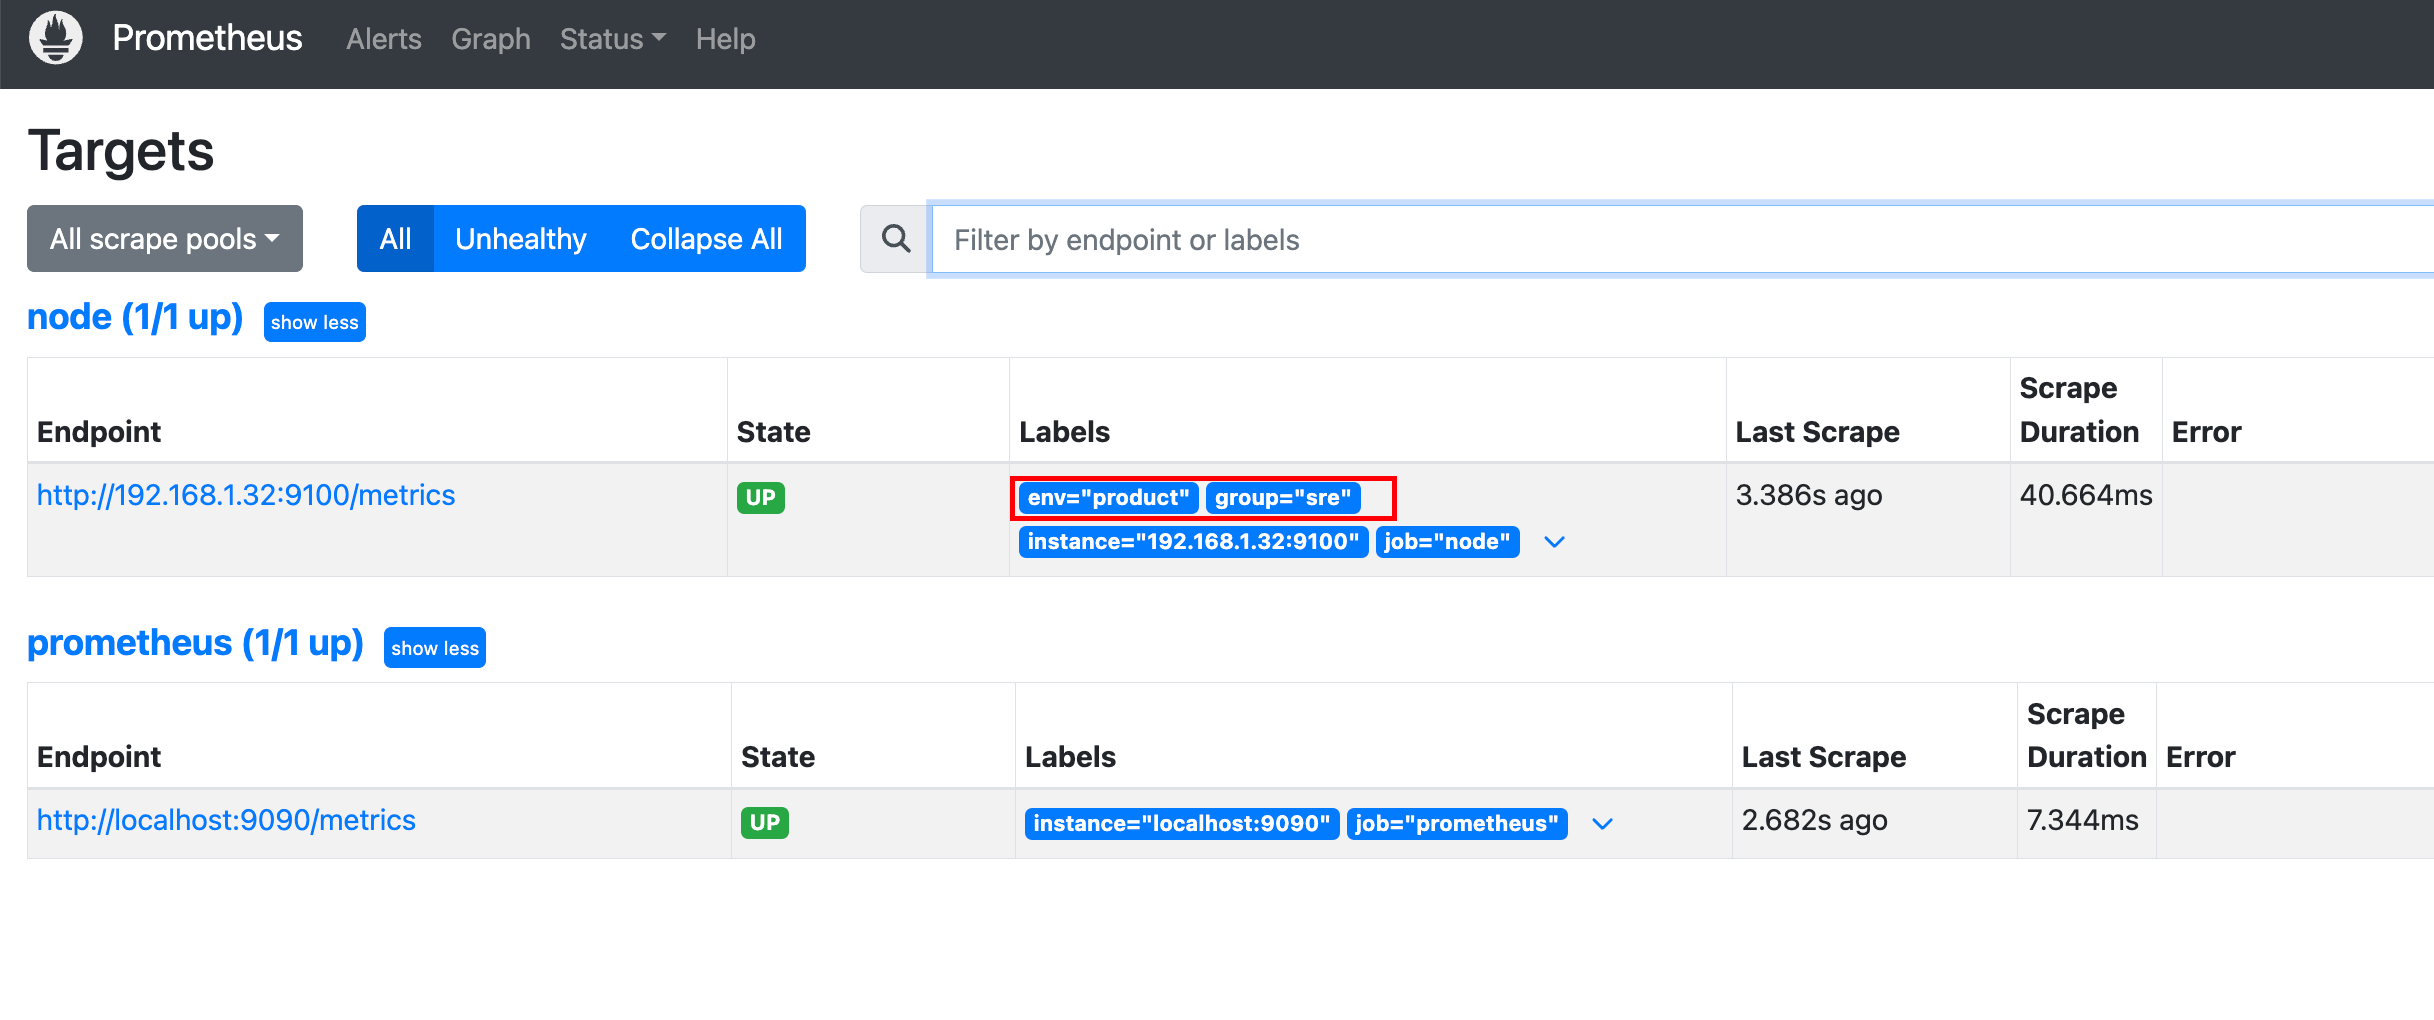 Prometheus Alerts Graph Status Help
Targets
All scrape pools All Unhealthy Collapse All Filter by endpoint or labels
node (1/1 up) show less
Endpoint State Labels Last Scrape Scrape Duration Error
http://192.168.1.32:9100/metrics UP env="product" group="sre" 3.386s ago 40.664ms
instance="192.168.1.32:9100" job="node"
prometheus (1/1 up) show less
Endpoint State Labels Last Scrape Scrape Duration Error
http://localhost:9090/metrics UP instance="localhost:9090" job="prometheus" 2.682s ago 7.344ms